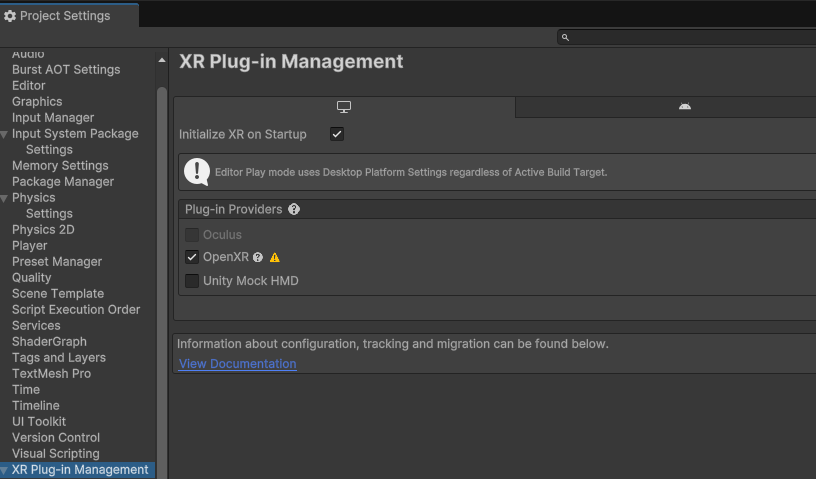 Project Settings
Audio
Burst AOT Settings
Editor
Graphics
Input Manager
Input System Package
Settings
Memory Settings
Package Manager
Physics
Settings
Physics 2D
Player
Preset Manager
Quality
Scene Template
Script Execution Order
Services
ShaderGraph
Tags and Layers
TextMesh Pro
Time
Timeline
UI Toolkit
Version Control
Visual Scripting
XR Plug-in Management
XR Plug-in Management
Initialize XR on Startup
Editor Play mode uses Desktop Platform Settings regardless of Active Build Target.
Plug-in Providers
Oculus
OpenXR
Unity Mock HMD
Information about configuration, tracking and migration can be found below.
View Documentation